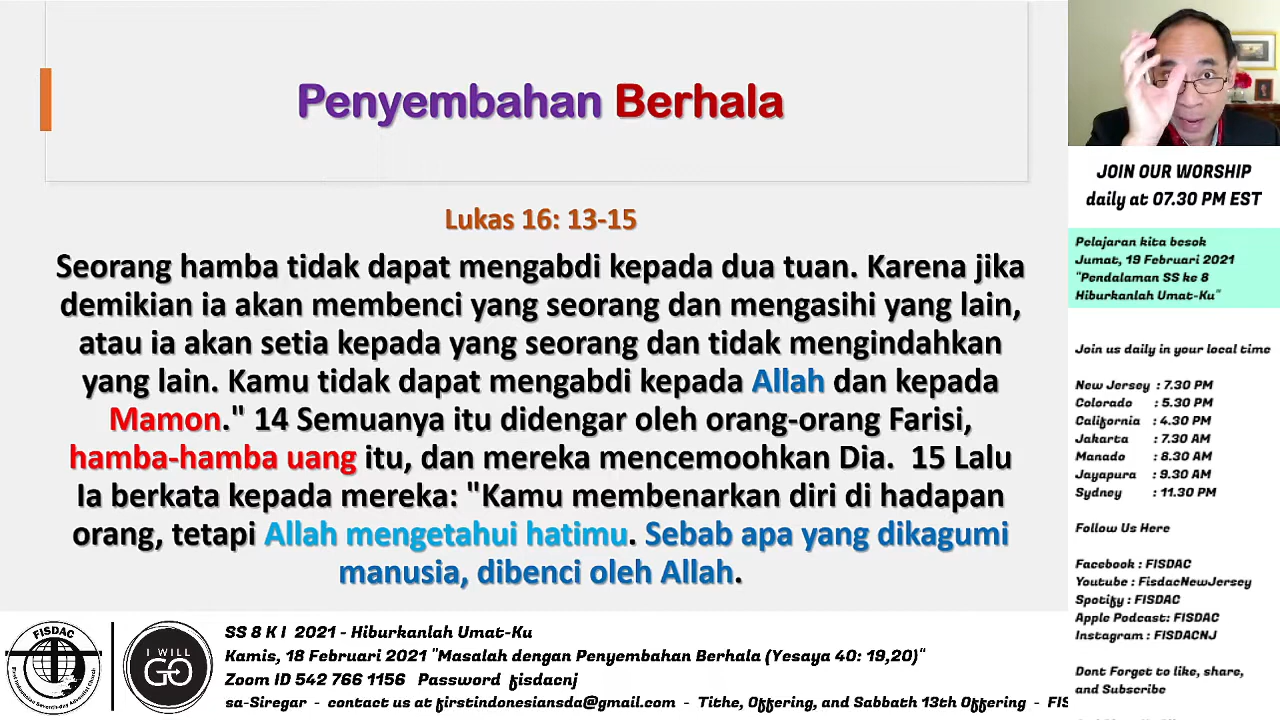 Penyembahan Berhala
Lukas 16: 13-15
Seorang hamba tidak dapat mengabdi kepada dua tuan. Karena jika
demikian ia akan membenci yang seorang dan mengasihi yang lain,
atau ia akan setia kepada yang seorang dan tidak mengindahkan
yang lain. Kamu tidak dapat mengabdi kepada Allah dan kepada
Mamon." 14 Semuanya itu didengar oleh orang-orang Farisi,
hamba-hamba uang itu, dan mereka mencemoohkan Dia. 15 Lalu
Ia berkata kepada mereka: "Kamu membenarkan diri di hadapan
orang, tetapi Allah mengetahui hatimu. Sebab apa yang dikagumi
manusia, dibenci oleh Allah.
JOIN OUR WORSHIP
daily at 07.30 PM EST
Pelajaran kita besok
Jumat, 19 Februari 2021
"Pendalaman SS ke 8
Hiburkanlah Umat-Ku"
Join us daily in your local time
New Jersey : 7.30 PM
Colorado : 5.30 PM
California : 4.30 PM
Jakarta : 7.30 AM
Manado : 8.30 AM
Jayapura : 9.30 AM
Sydney : 11.30 PM
Follow Us Here
Facebook : FISDAC
Youtube : FisdacNewJersey
Spotify : FISDAC
Apple Podcast: FISDAC
Instagram : FISDACNJ
Dont Forget to like, share,
and Subscribe
FISDAC
I WILL
GO
SS 8 K I 2021 - Hiburkanlah Umat-Ku
Kamis, 18 Februari 2021 "Masalah dengan Penyembahan Berhala (Yesaya 40: 19,20)"
Zoom ID 542 766 1156 Password fisdacnj
sa-Siregar - contact us at firstindonesiansda@gmail.com - Tithe, Offering, and Sabbath 13th Offering - FIS